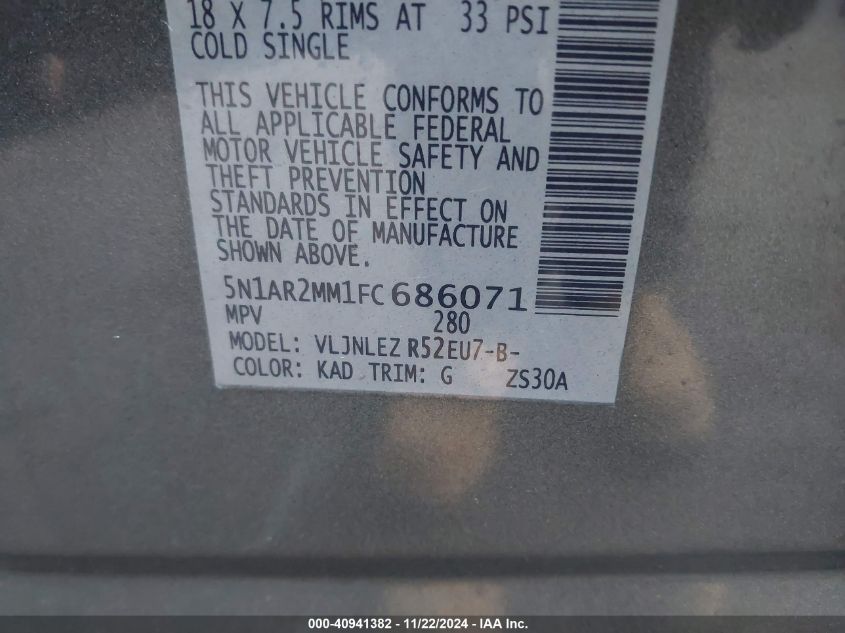 18 X 7.5 RIMS AT 33 PSI
COLD SINGLE
THIS VEHICLE CONFORMS TO
ALL APPLICABLE FEDERAL
MOTOR VEHICLE SAFETY AND
THEFT PREVENTION
STANDARDS IN EFFECT ON
THE DATE OF MANUFACTURE
SHOWN ABOVE.
5N1AR2MM1FC686071
MPV 280
MODEL: VLJNLEZ R52EU7-B-
COLOR: KAD TRIM: G ZS30A
000-40941382 - 11/22/2024 - IAA Inc.